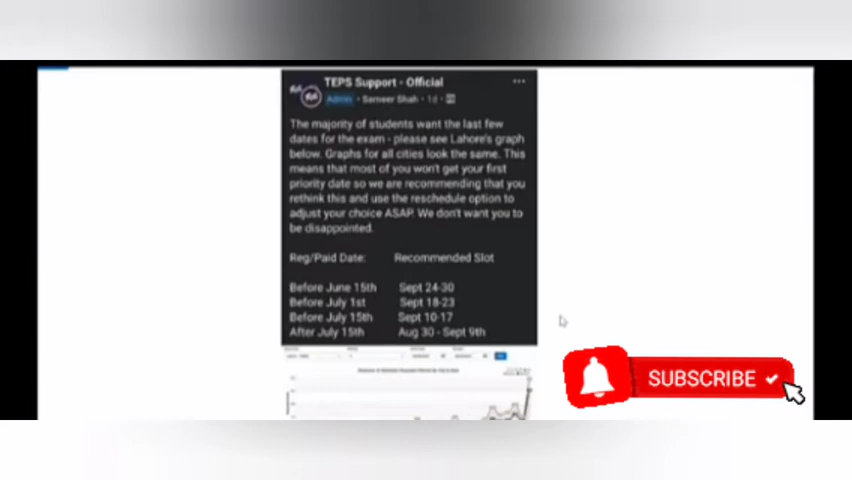 TEPS Support - Official
Admin • Sameer Shah • 1d •
The majority of students want the last few
dates for the exam - please see Lahore's graph
below. Graphs for all cities look the same. This
means that most of you won't get your first
priority date so we are recommending that you
rethink this and use the reschedule option to
adjust your choice ASAP. We don't want you to
be disappointed.
Reg/Paid Date: Recommended Slot
Before June 15th Sept 24-30
Before July 1st Sept 18-23
Before July 15th Sept 10-17
After July 15th Aug 30 - Sept 9th
SUBSCRIBE